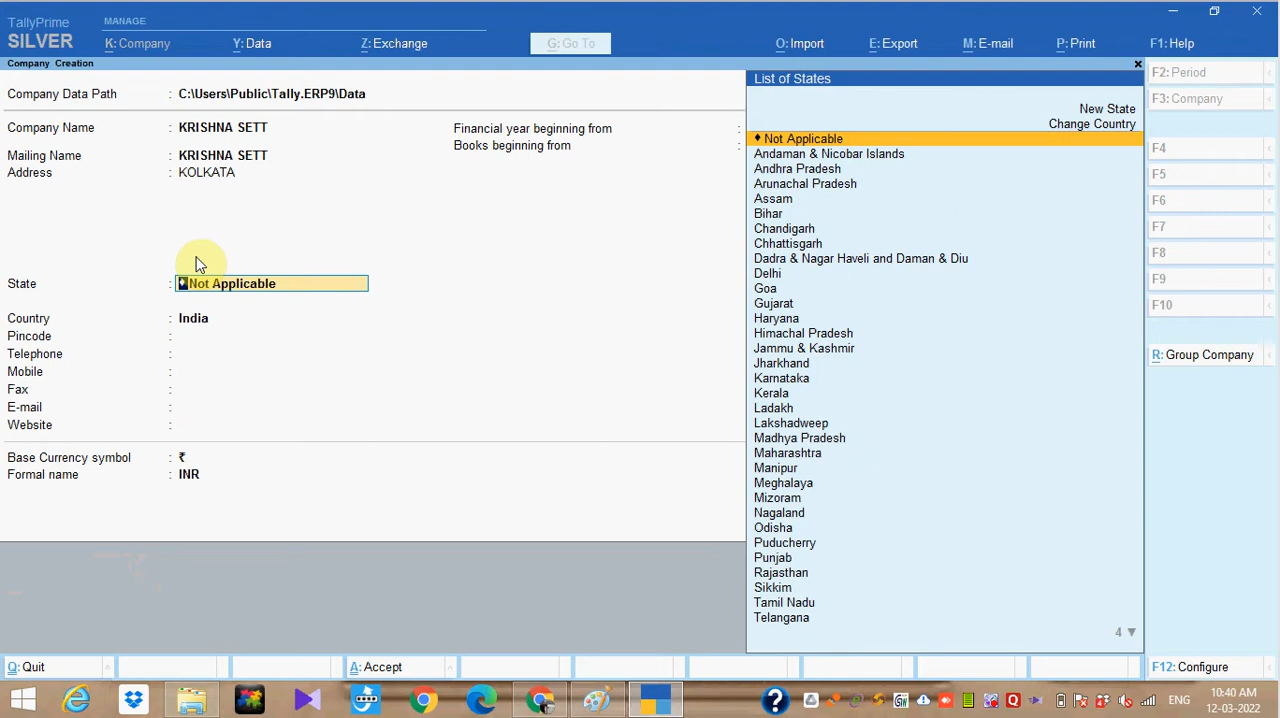 TallyPrime
SILVER
MANAGE
K: Company
Y: Data
Z: Exchange
G: Go To
O: Import
E: Export
M: E-mail
P: Print
F1: Help
Company Creation
Company Data Path : C:\Users\Public\Tally.ERP9\Data
Company Name : KRISHNA SETT
Mailing Name : KRISHNA SETT
Address : KOLKATA
State : ♦ Not Applicable
Country : India
Pincode :
Telephone :
Mobile :
Fax :
E-mail :
Website :
Base Currency symbol : ₹
Formal name : INR
Financial year beginning from :
Books beginning from :
List of States
New State
Change Country
♦ Not Applicable
Andaman & Nicobar Islands
Andhra Pradesh
Arunachal Pradesh
Assam
Bihar
Chandigarh
Chhattisgarh
Dadra & Nagar Haveli and Daman & Diu
Delhi
Goa
Gujarat
Haryana
Himachal Pradesh
Jammu & Kashmir
Jharkhand
Karnataka
Kerala
Ladakh
Lakshadweep
Madhya Pradesh
Maharashtra
Manipur
Meghalaya
Mizoram
Nagaland
Odisha
Puducherry
Punjab
Rajasthan
Sikkim
Tamil Nadu
Telangana
4 ▼
F2: Period
F3: Company
F4
F5
F6
F7
F8
F9
F10
R: Group Company
F12: Configure
Q: Quit
A: Accept
ENG
10:40 AM
12-03-2022